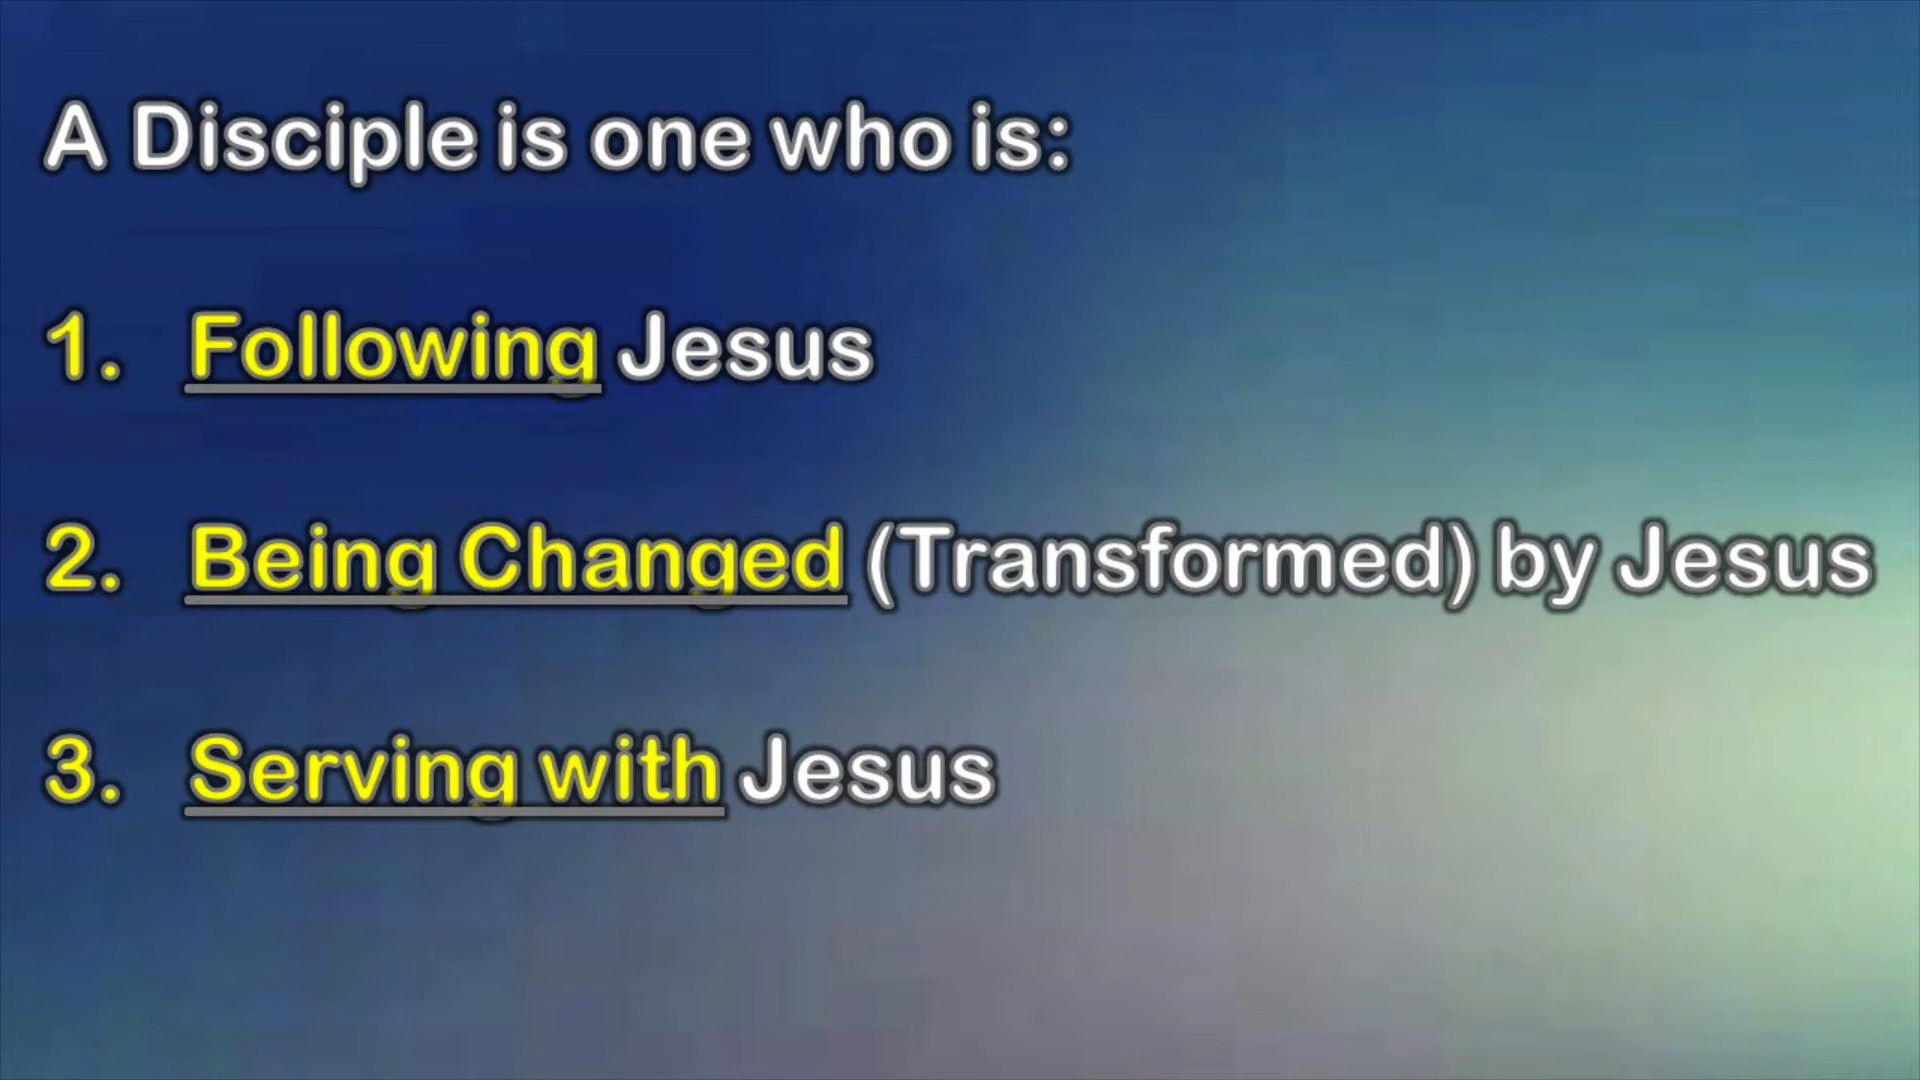 A Disciple is one who is:
1. Following Jesus
2. Being Changed (Transformed) by Jesus
3. Serving with Jesus